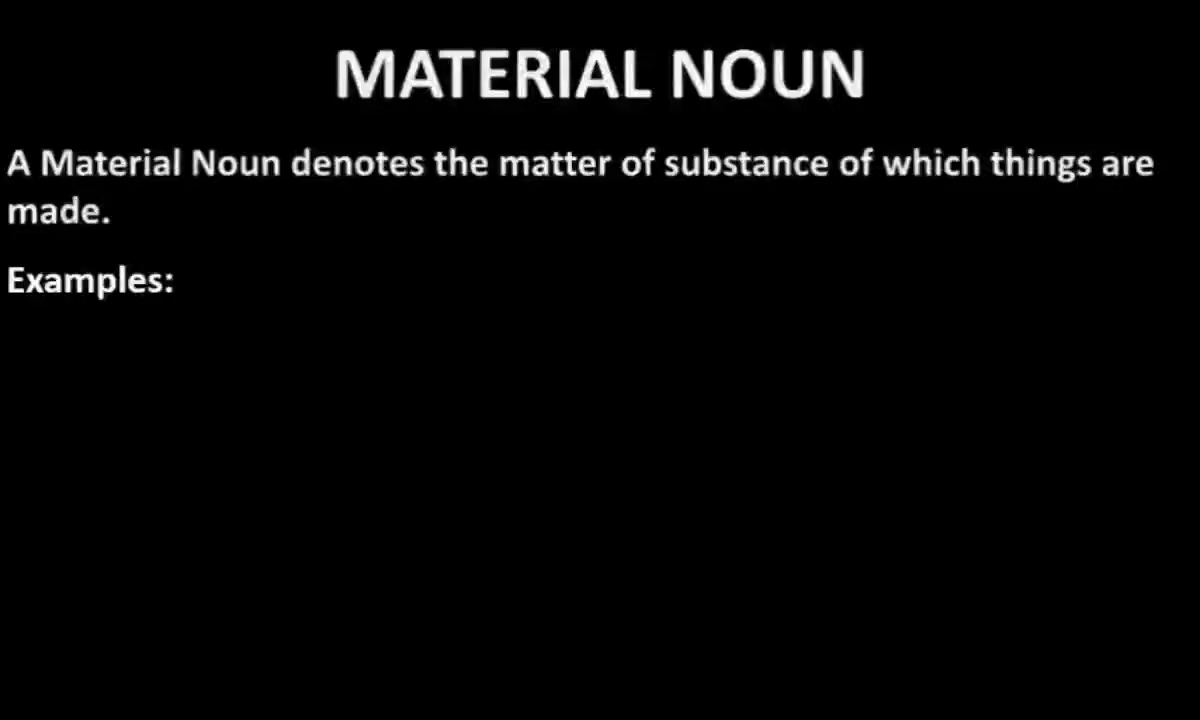 MATERIAL NOUN
A Material Noun denotes the matter of substance of which things are
made.
Examples: